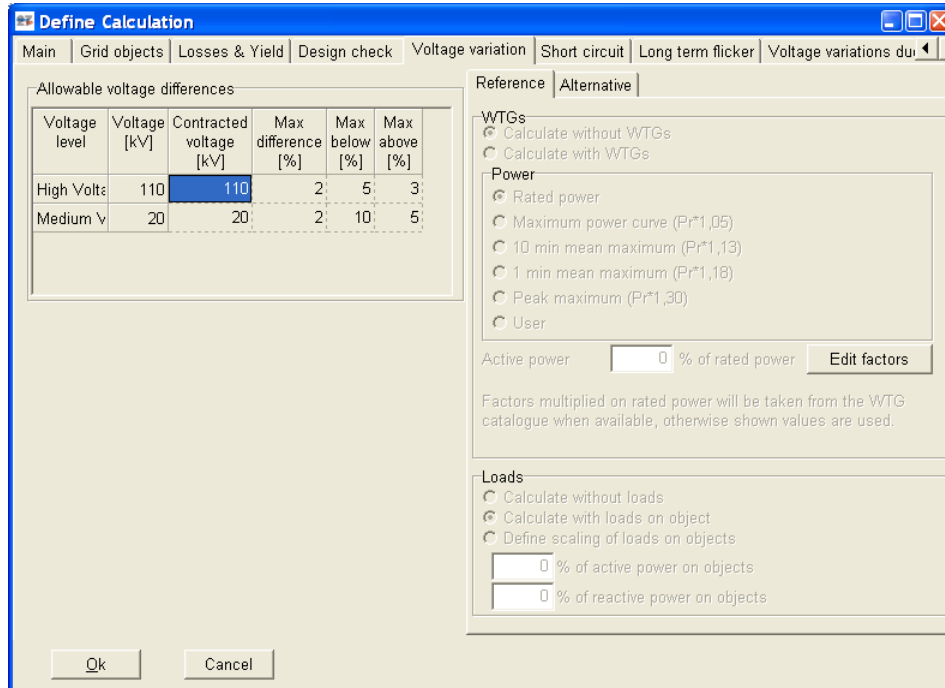 Define Calculation
Main Grid objects Losses & Yield Design check Voltage variation Short circuit Long term flicker Voltage variations du
Allowable voltage differences
Voltage level Voltage [kV] Contracted voltage [kV] Max difference [%] Max below [%] Max above [%]
High Volta 110 110 2 5 3
Medium V 20 20 2 10 5
Reference Alternative
WTGs
Calculate without WTGs
Calculate with WTGs
Power
Rated power
Maximum power curve (Pr*1,05)
10 min mean maximum (Pr*1,13)
1 min mean maximum (Pr*1,18)
Peak maximum (Pr*1,30)
User
Active power 0 % of rated power Edit factors
Factors multiplied on rated power will be taken from the WTG
catalogue when available, otherwise shown values are used.
Loads
Calculate without loads
Calculate with loads on object
Define scaling of loads on objects
0 % of active power on objects
0 % of reactive power on objects
Ok Cancel